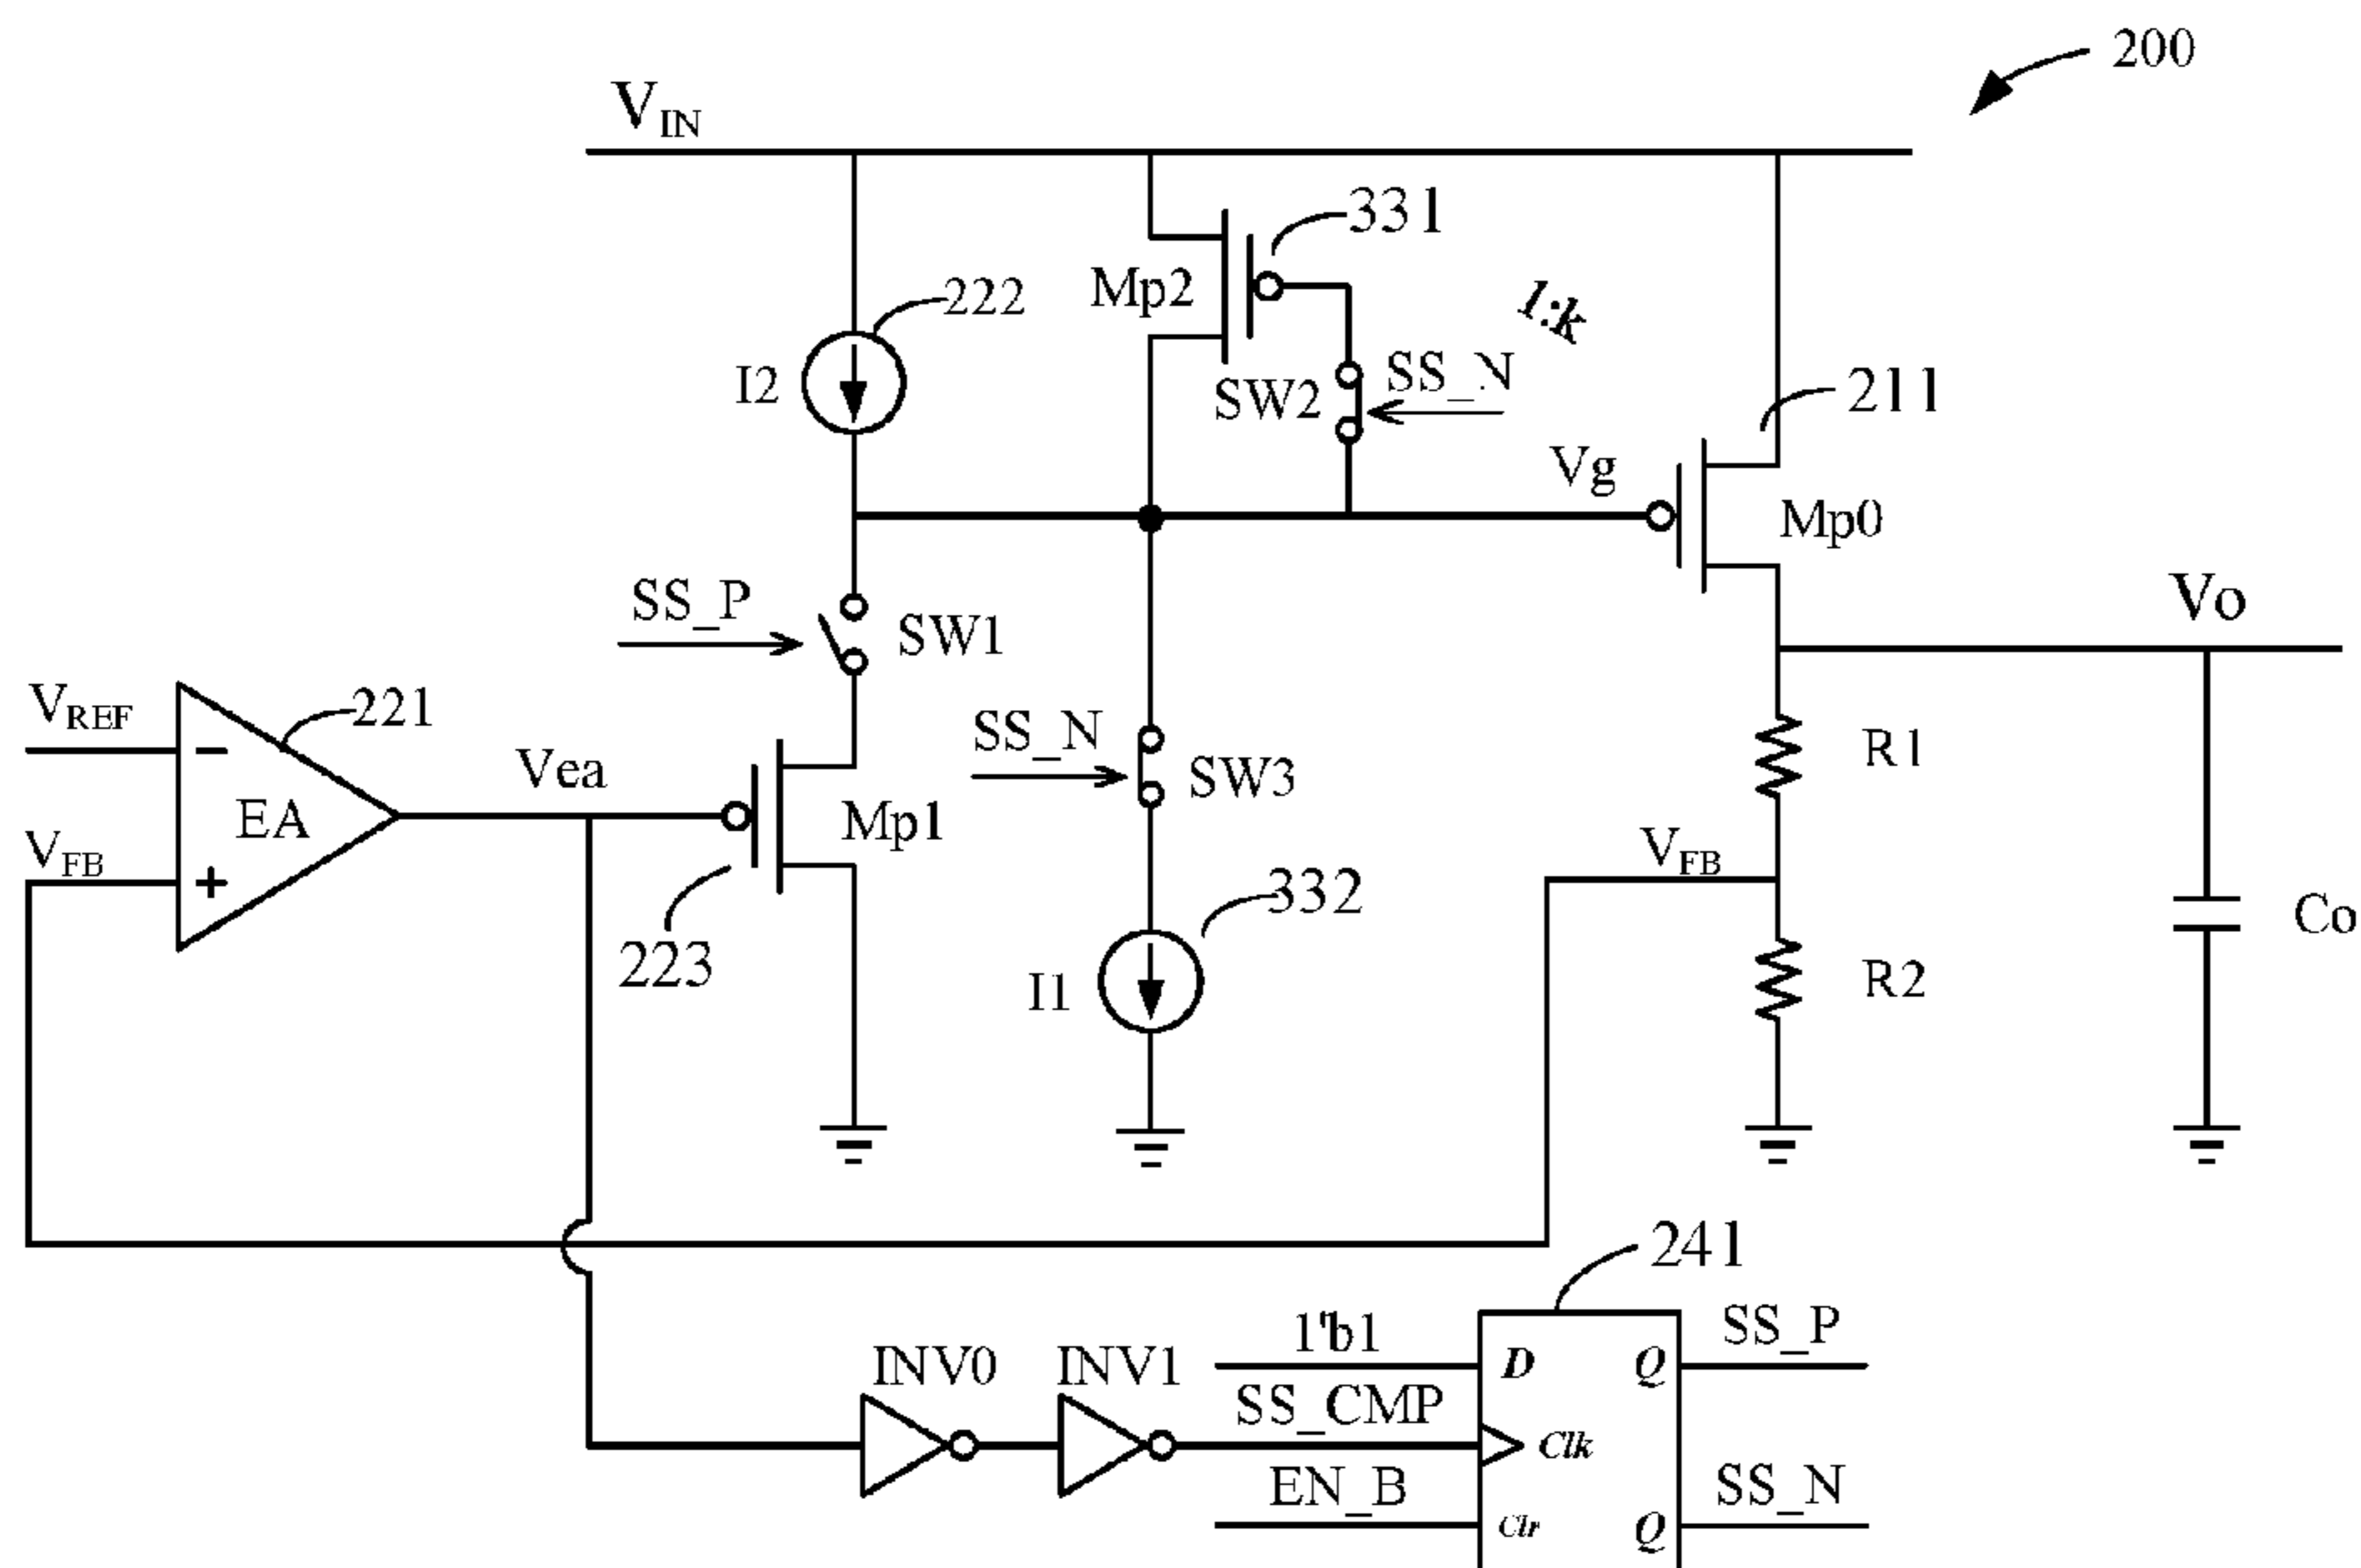 200
VIN
331
Mp2
1:k
222
I2
SW2
SS_N
211
Vg
Mp0
SS_P
SW1
Vo
VREF
221
SS_N
SW3
R1
Vea
EA
Mp1
VFB
VFB
223
332
I1
Co
R2
241
1'b1
SS_P
INV0
INV1
D
Q
SS_CMP
Clk
EN_B
SS_N
Clr
Q